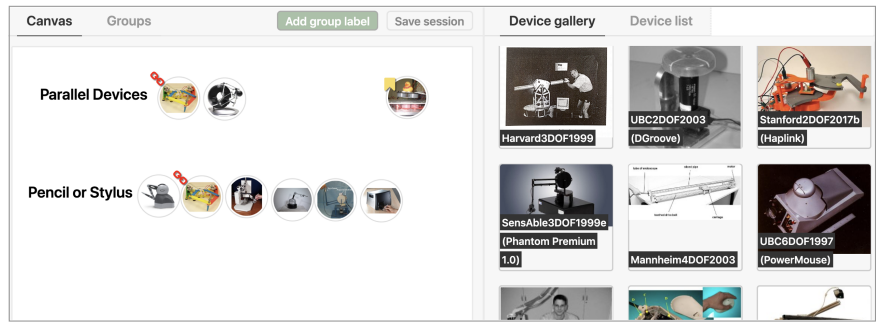 Canvas
Groups
Add group label
Save session
Device gallery
Device list
Parallel Devices
Pencil or Stylus
Harvard3DOF1999
UBC2DOF2003
(DGroove)
Stanford2DOF2017b
(Haplink)
SensAble3DOF1999e
(Phantom Premium
1.0)
Mannheim4DOF2003
UBC6DOF1997
(PowerMouse)